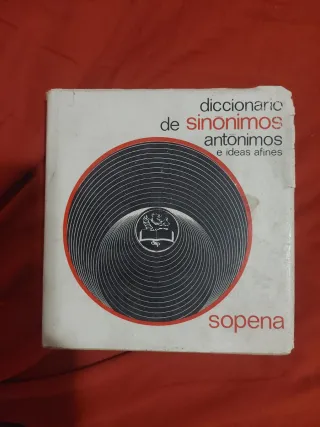 diccionario
de sinónimos
antónimos
e ideas afines
sopena